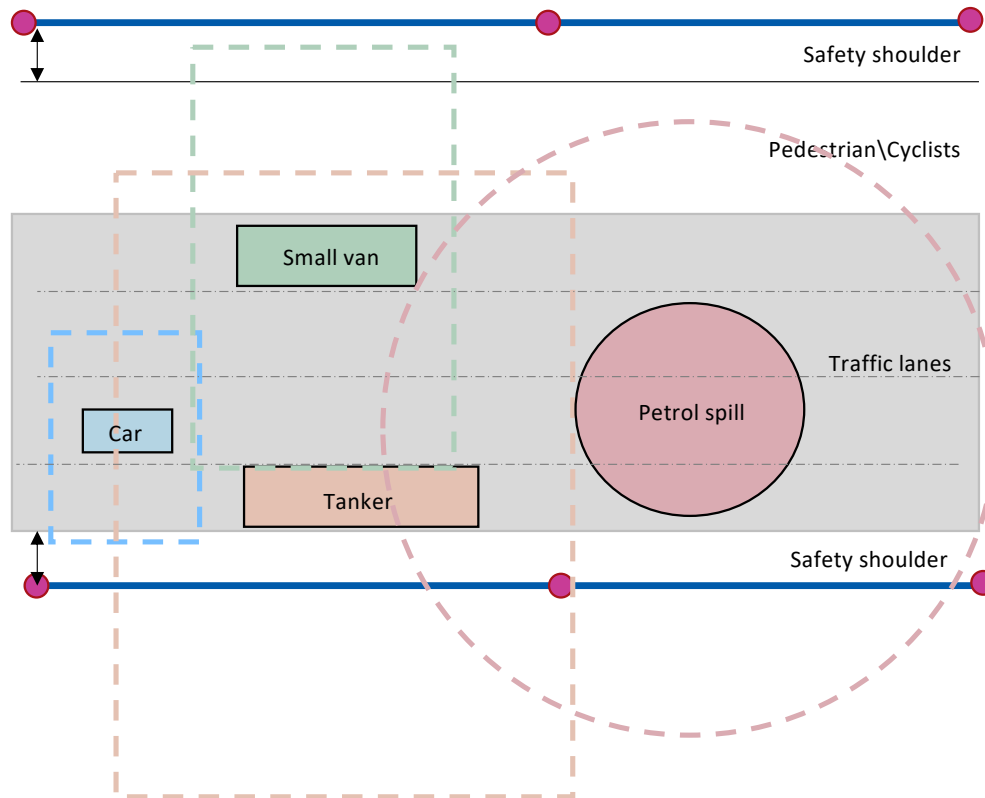 Safety shoulder
Pedestrian\Cyclists
Small van
Traffic lanes
Petrol spill
Car
Tanker
Safety shoulder